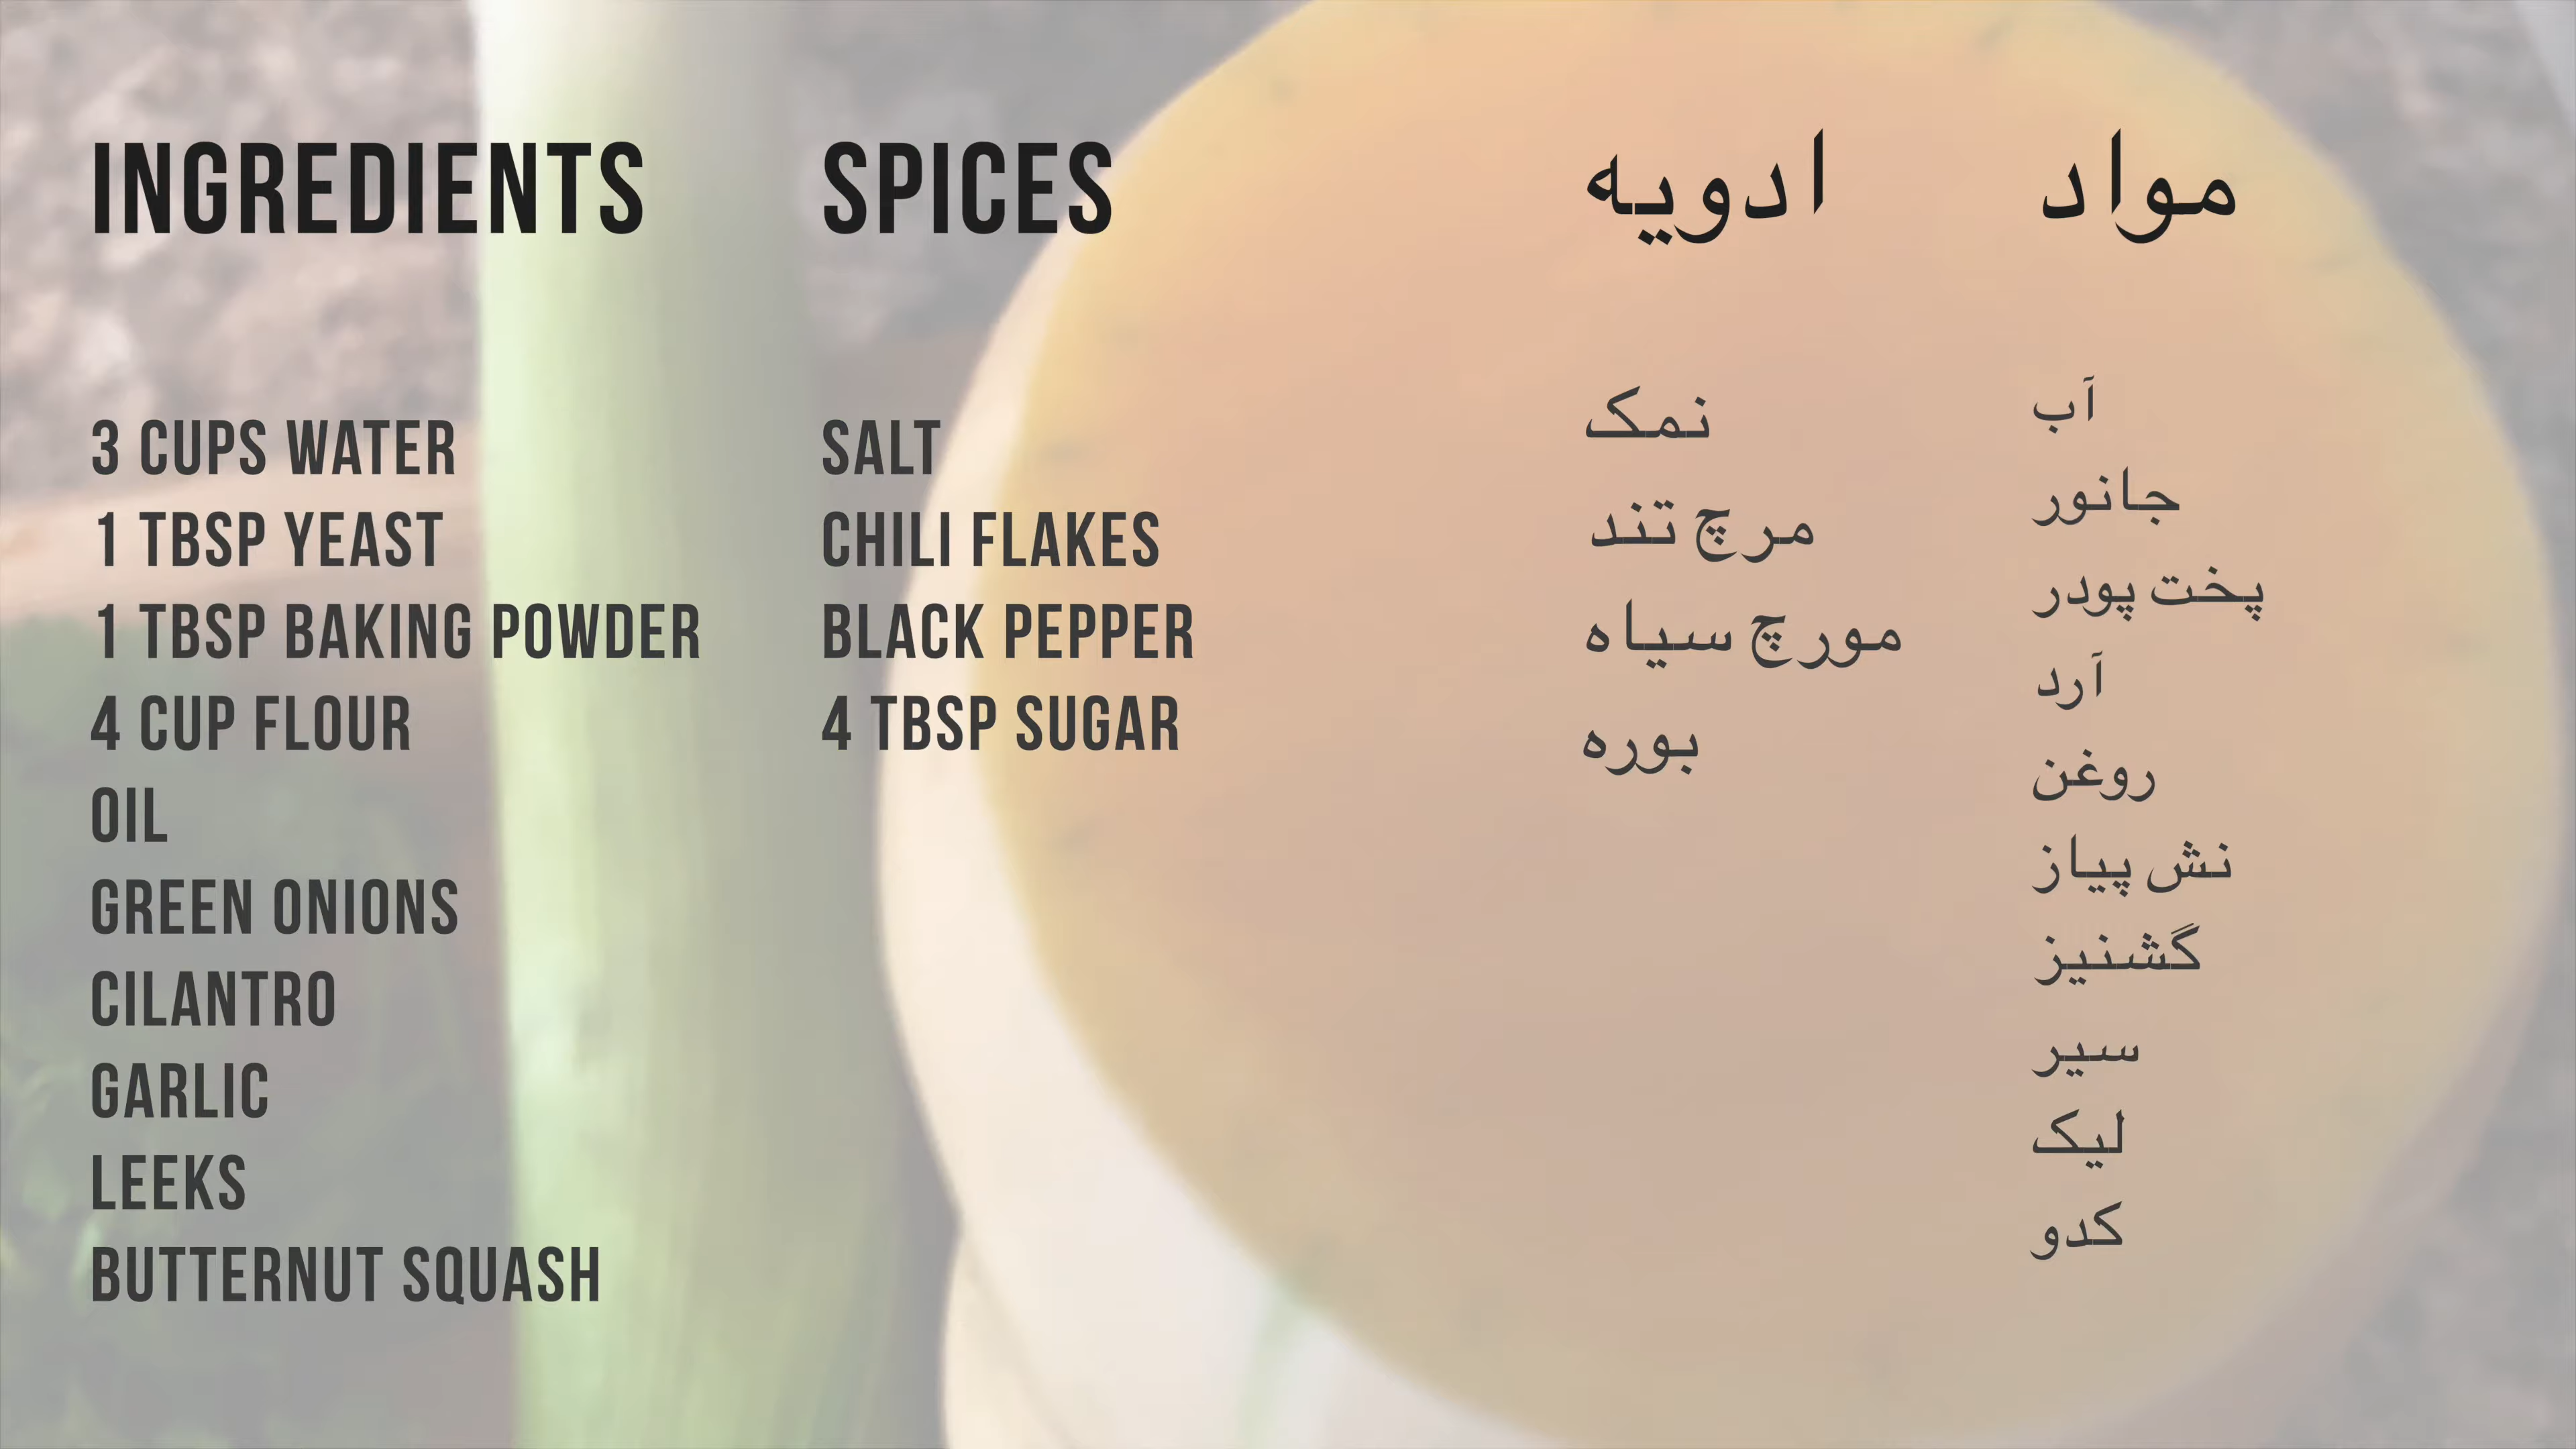 INGREDIENTS
3 CUPS WATER
1 TBSP YEAST
1 TBSP BAKING POWDER
4 CUP FLOUR
OIL
GREEN ONIONS
CILANTRO
GARLIC
LEEKS
BUTTERNUT SQUASH
SPICES
SALT
CHILI FLAKES
BLACK PEPPER
4 TBSP SUGAR
مواد
آب
جانور
پخت پودر
آرد
روغن
نش پیاز
گشنیز
سیر
لیک
کدو
ادویه
نمک
مرچ تند
مورچ سیاه
بوره